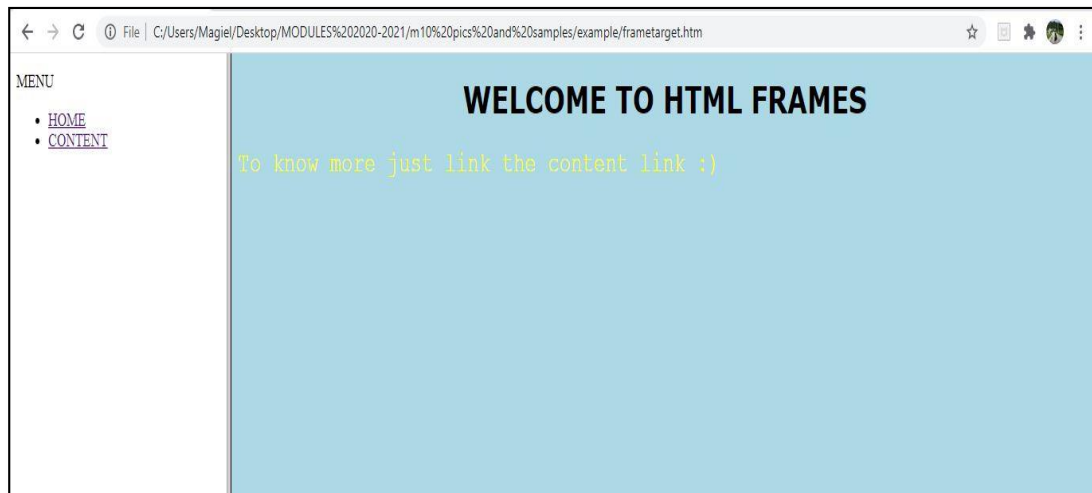 File | C:/Users/Magiel/Desktop/MODULES%202020-2021/m10%20pics%20and%20samples/example/frametarget.htm
MENU
HOME
CONTENT
WELCOME TO HTML FRAMES
To know more just link the content link :)